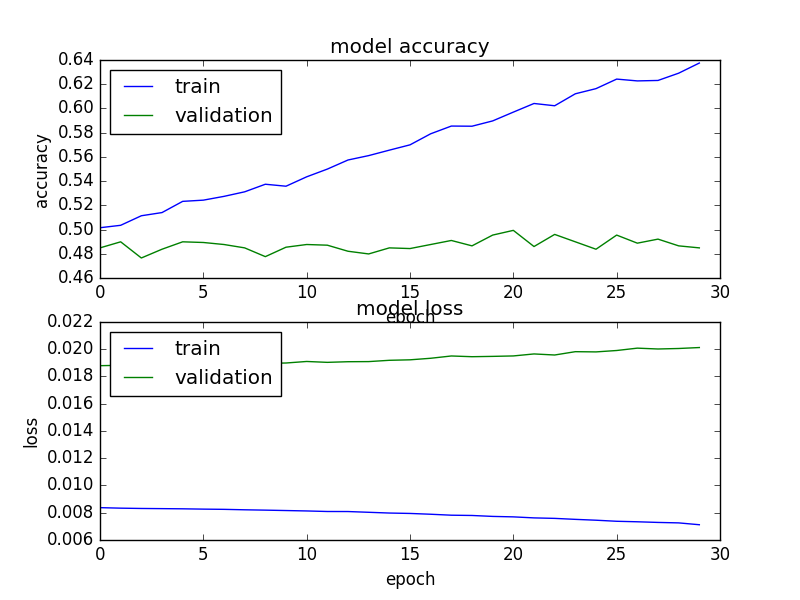 model accuracy
0.64
0.62
0.60
0.58
0.56
0.54
0.52
0.50
0.48
0.46
accuracy
train
validation
0 5 10 15 20 25 30
epoch
model loss
0.022
0.020
0.018
0.016
0.014
0.012
0.010
0.008
0.006
loss
train
validation
0 5 10 15 20 25 30
epoch